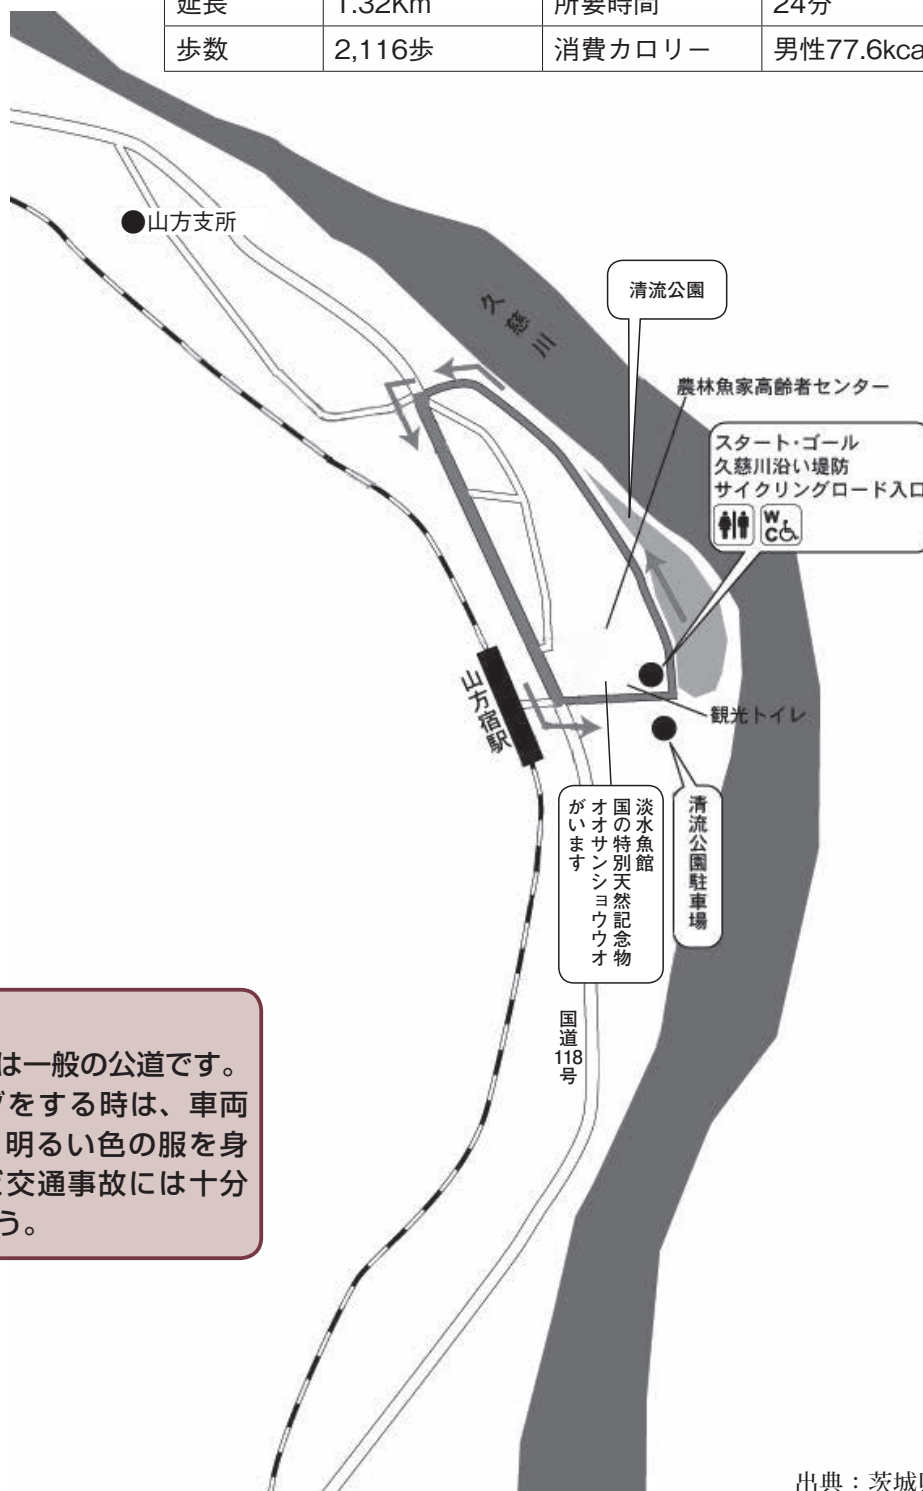 延長 1.32Km 所要時間 24分
歩数 2,116歩 消費カロリー 男性77.6kca
●山方支所
清流公園
久慈川
農林魚家高齢者センター
スタート・ゴール
久慈川沿い堤防
サイクリングロード入口
WC
山方宿駅
観光トイレ
淡水魚館
国の特別天然記念物
オオサンショウウオ
がいます
清流公園駐車場
国道118号
は一般の公道です。
グをする時は、車両
明るい色の服を身
ど交通事故には十分
う。
出典：茨城